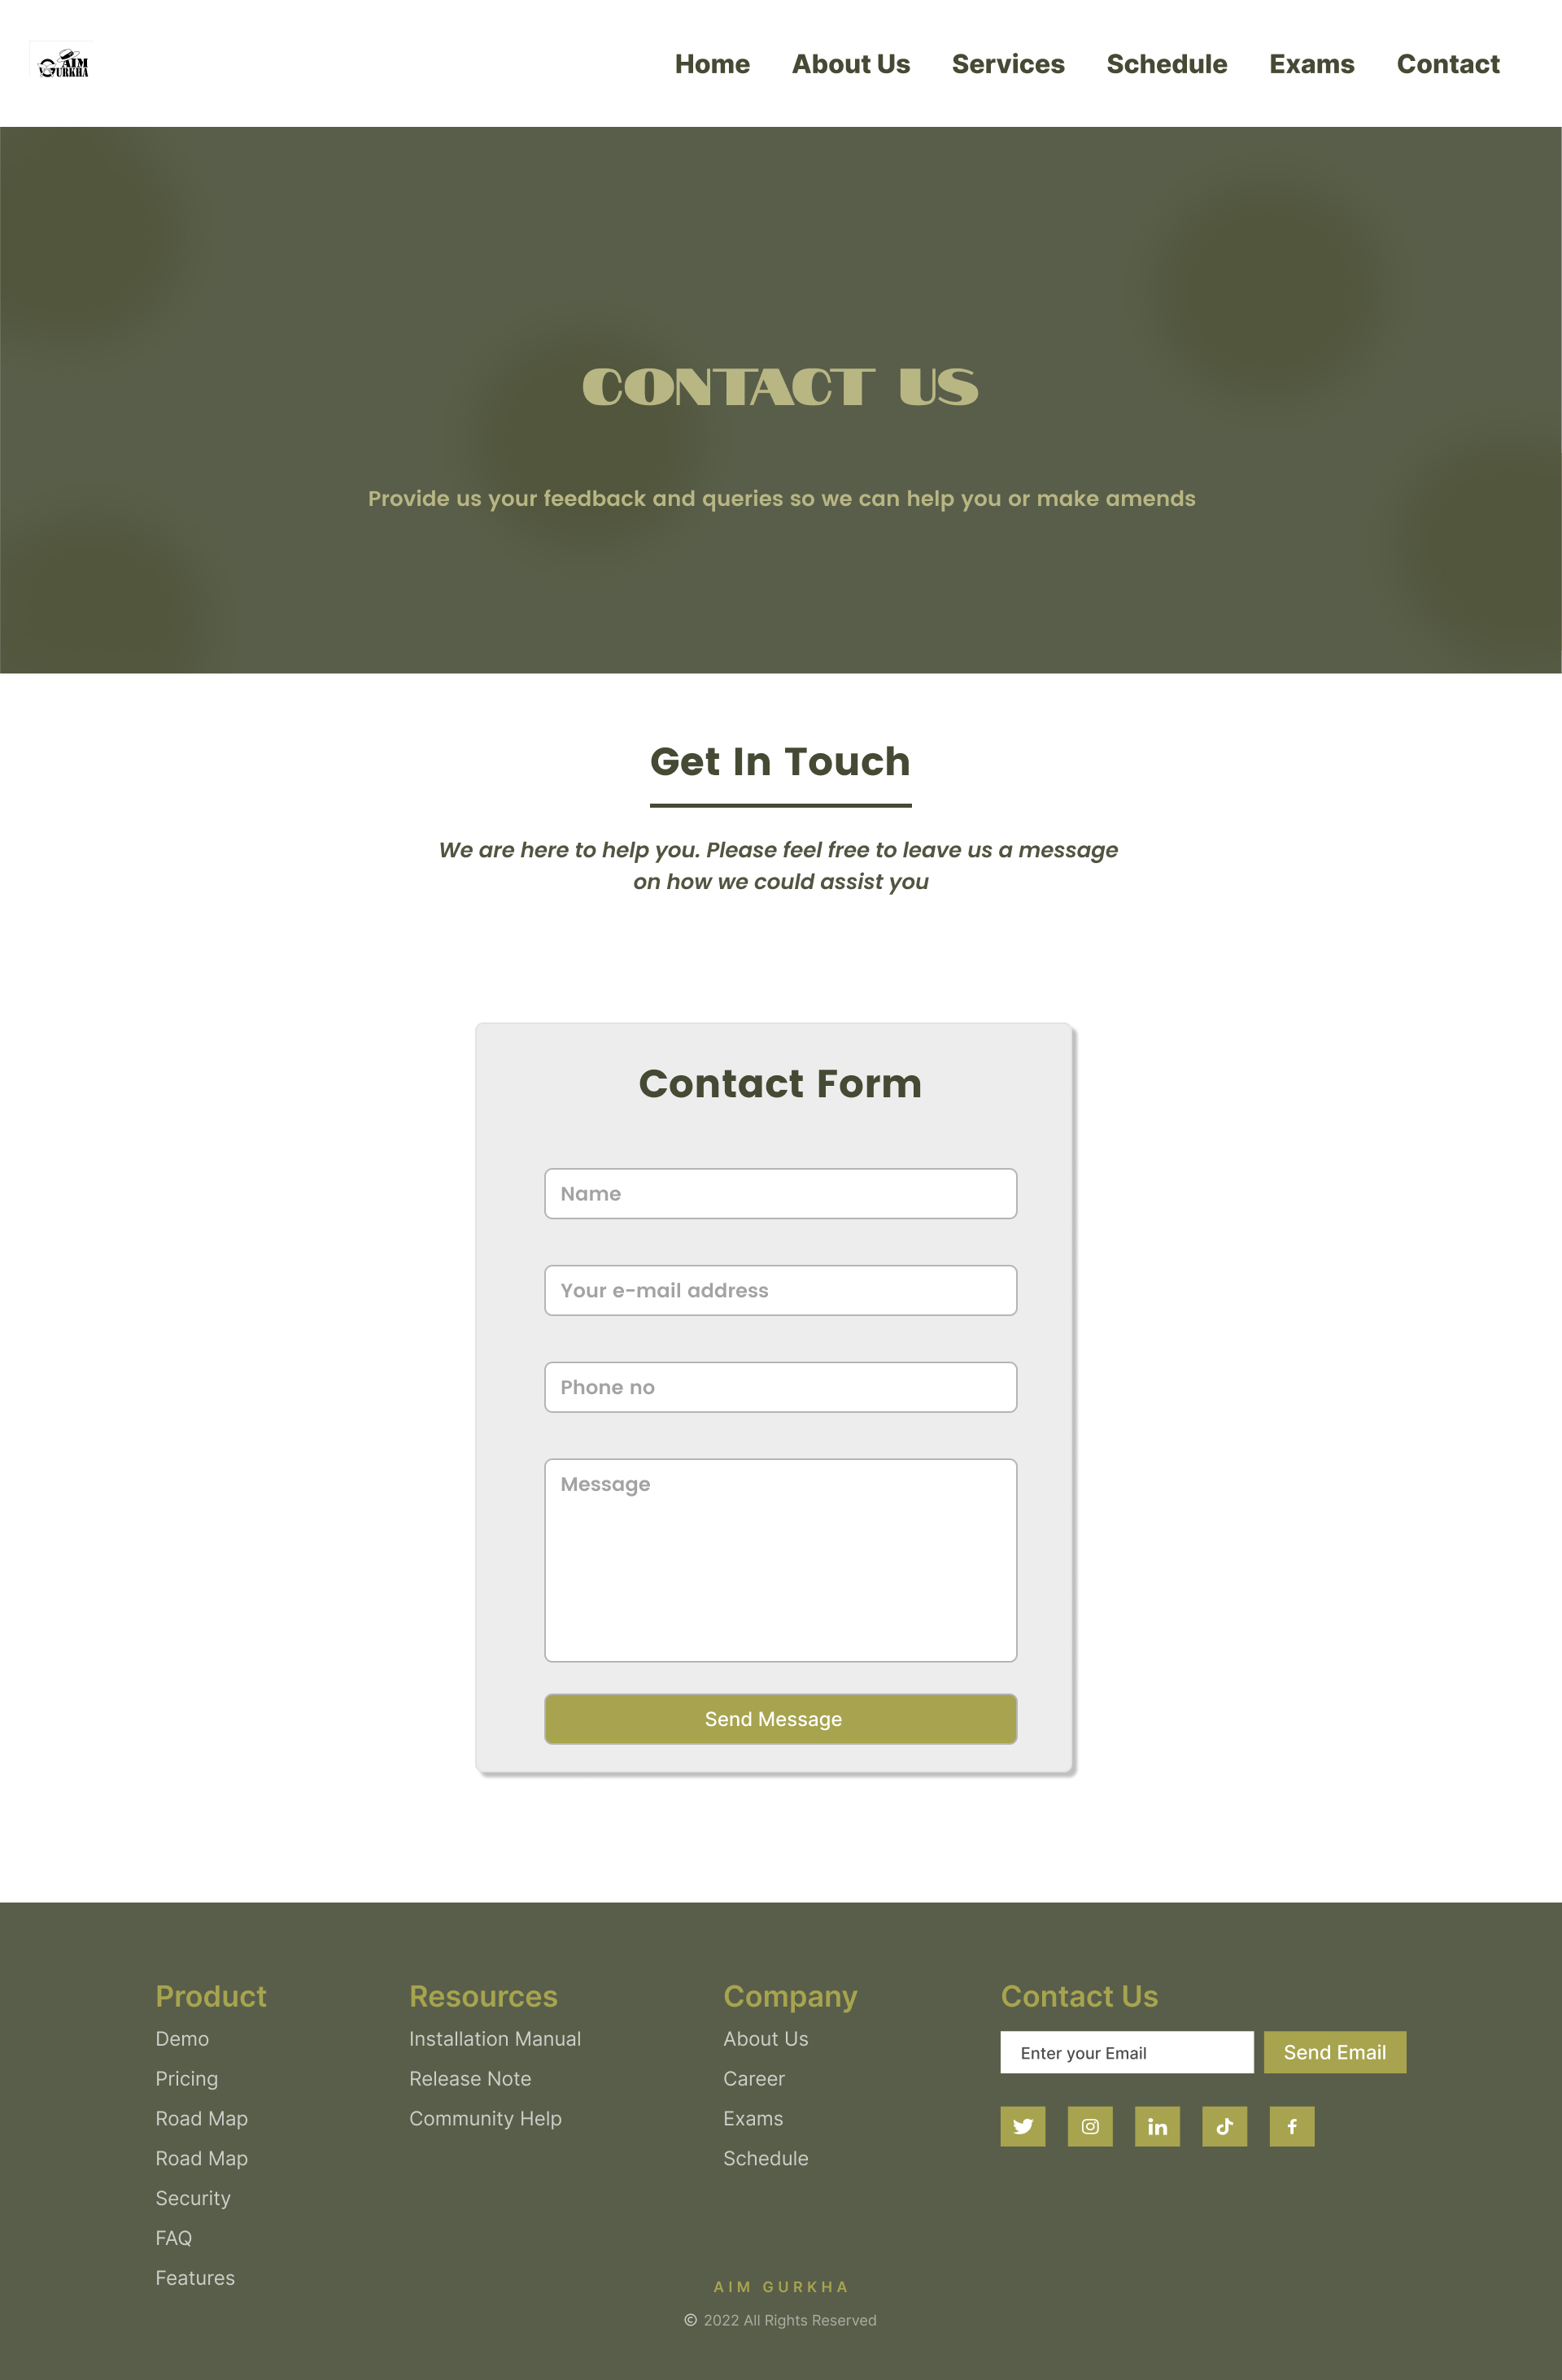 AIM
GURKHA
Home
About Us
Services
Schedule
Exams
Contact
CONTACT US
Provide us your feedback and queries so we can help you or make amends
Get In Touch
We are here to help you. Please feel free to leave us a message
on how we could assist you
Contact Form
Name
Your e-mail address
Phone no
Message
Send Message
Product
Demo
Pricing
Road Map
Road Map
Security
FAQ
Features
Resources
Installation Manual
Release Note
Community Help
Company
About Us
Career
Exams
Schedule
Contact Us
Enter your Email
Send Email
AIM GURKHA
© 2022 All Rights Reserved